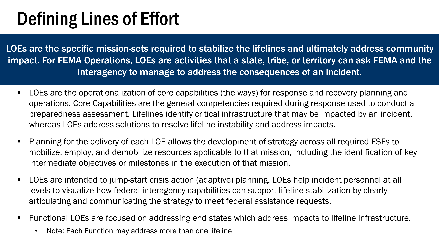 Defining Lines of Effort
LOEs are the specific mission-sets required to stabilize the lifelines and ultimately address community
impact. For FEMA Operations, LOEs are activities that a state, tribe, or territory can ask FEMA and the
Interagency to manage to address the consequences of an incident.
▪ LOEs are the operationalization of core capabilities (the ways) for response and recovery planning and
operations. Core Capabilities are the general competencies required during response used to conduct a
preparedness assessment. Lifelines identify critical infrastructure that may be impacted by an incident,
whereas LOEs address solutions to resolve lifeline instability and address impacts.
▪ Planning for the delivery of each LOE allows the development of strategy across all required ESFs to
mobilize, employ, and demobilize resources applicable to that mission, including the identification of key
intermediate objectives or milestones in the execution of that mission.
▪ LOEs are intended to jump-start crisis action (adaptive) planning. LOEs help incident personnel at all
levels to visualize how federal interagency capabilities can support lifeline stabilization by clearly
articulating and communicating the strategy to meet federal assistance requests.
▪ Functional LOEs are focused on addressing end states which address impacts to lifeline infrastructure.
• Note: Each Function may address more than one lifeline